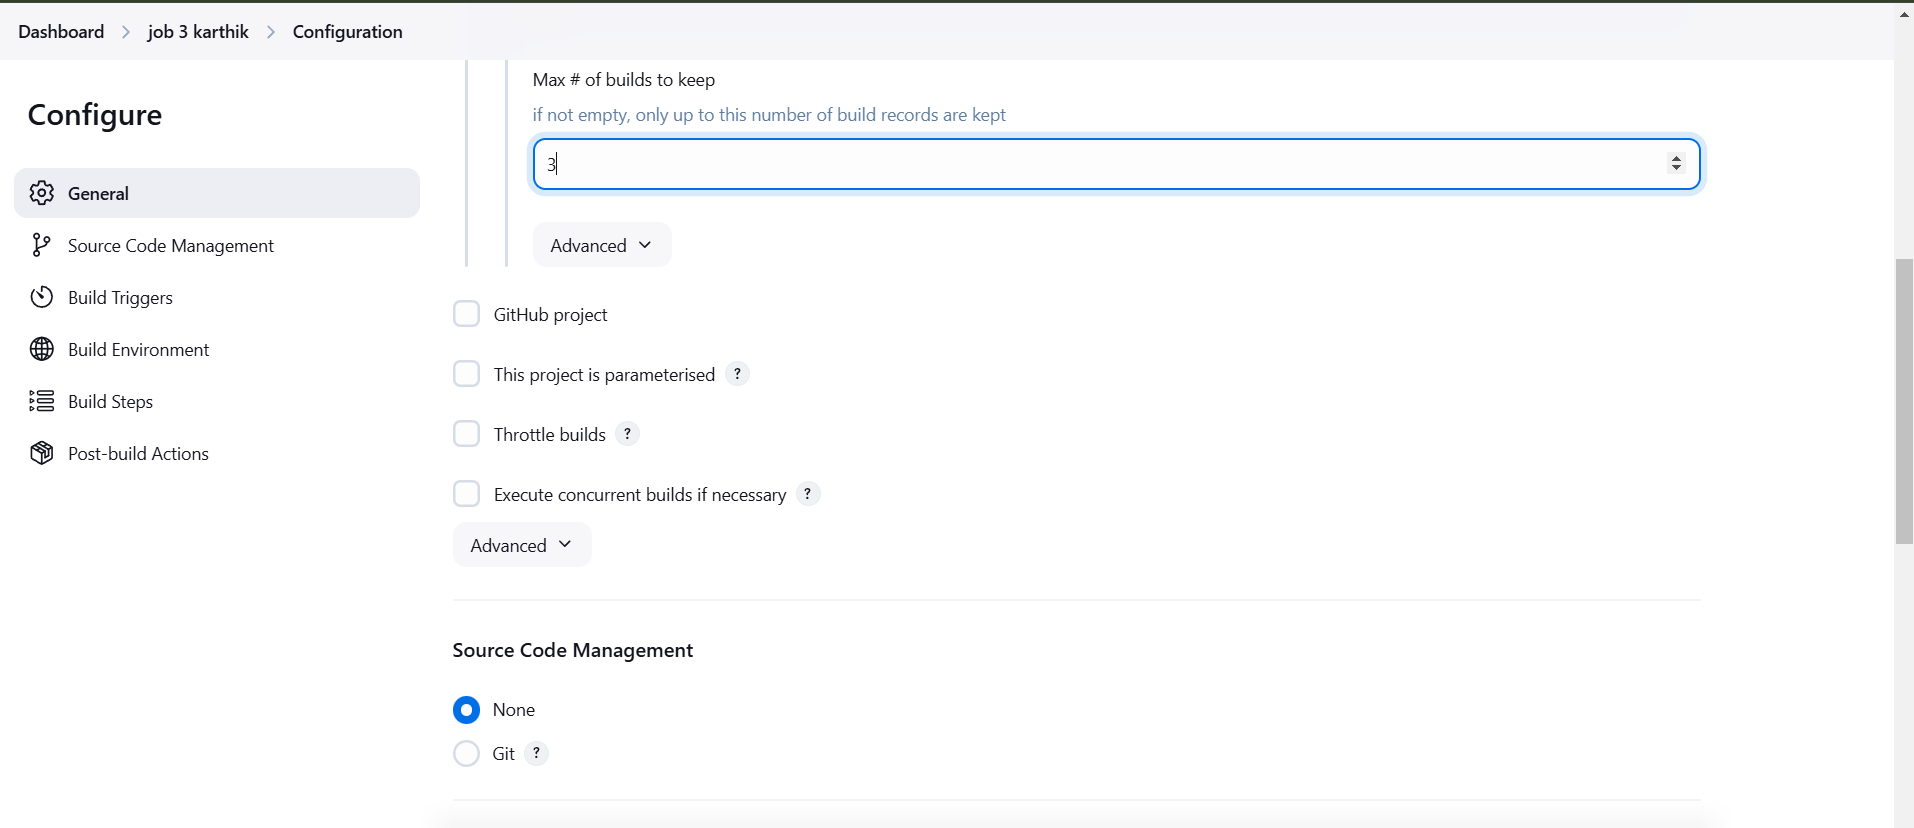 Dashboard > job 3 karthik > Configuration
Configure
General
Source Code Management
Build Triggers
Build Environment
Build Steps
Post-build Actions
Max # of builds to keep
if not empty, only up to this number of build records are kept
3
Advanced
GitHub project
This project is parameterised ?
Throttle builds ?
Execute concurrent builds if necessary ?
Advanced
Source Code Management
None
Git ?